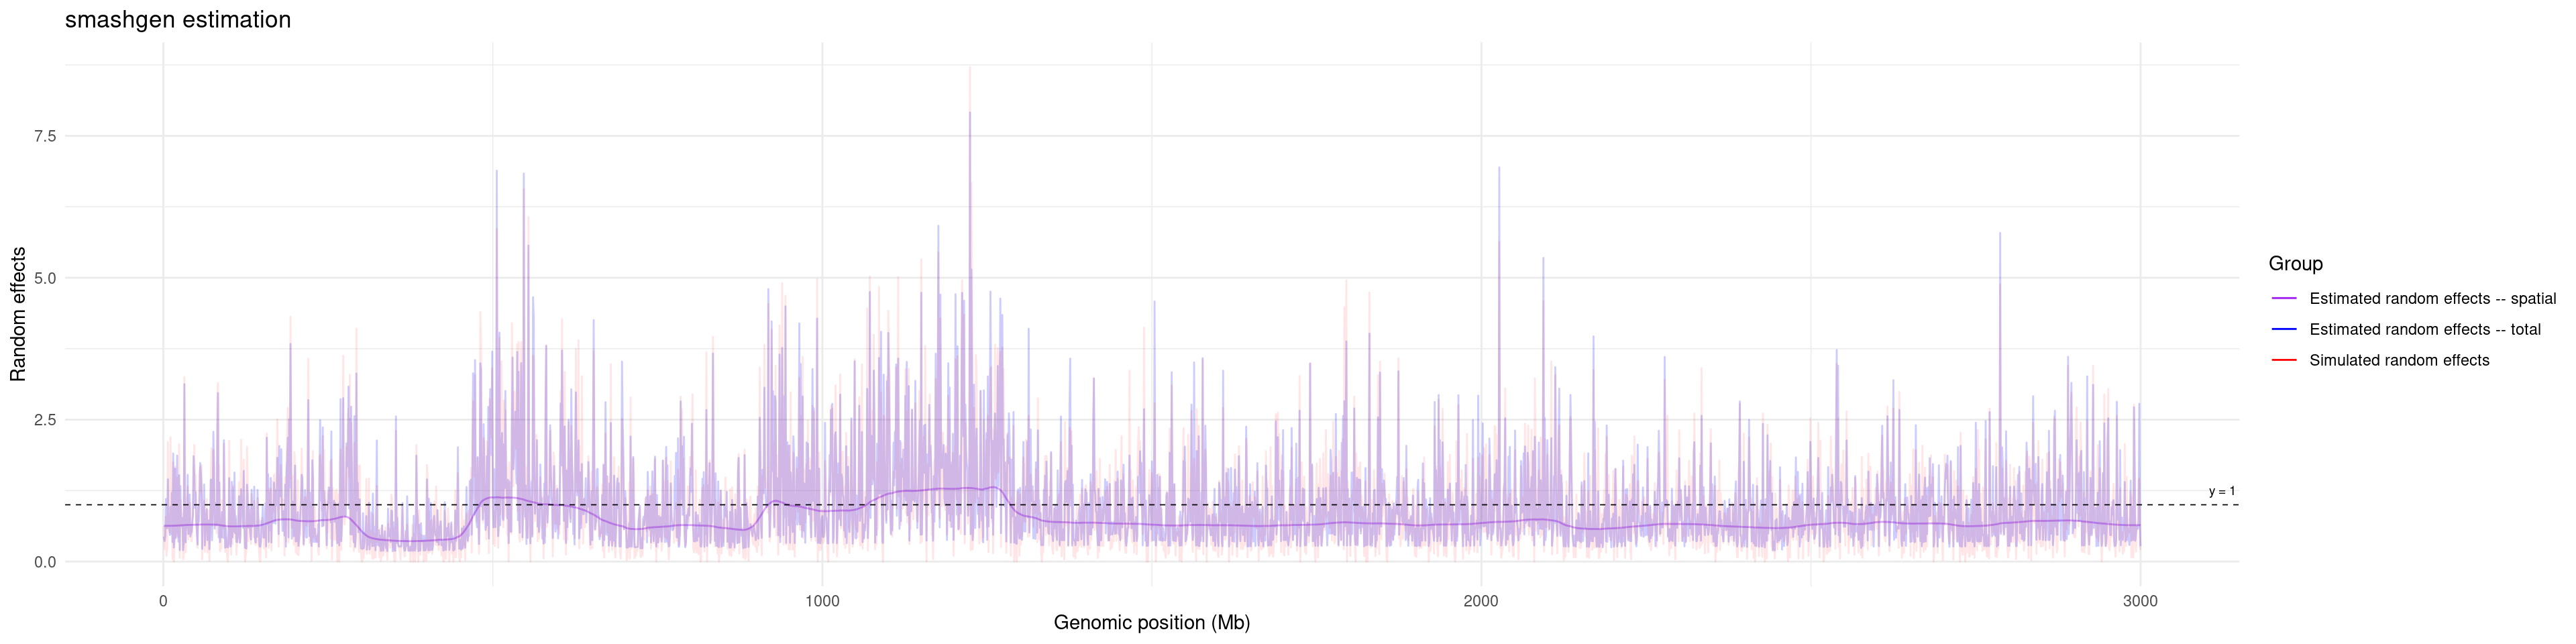 smashgen estimation
Random effects
7.5
5.0
2.5
0.0
y = 1
0
1000
2000
3000
Genomic position (Mb)
Group
Estimated random effects -- spatial
Estimated random effects -- total
Simulated random effects